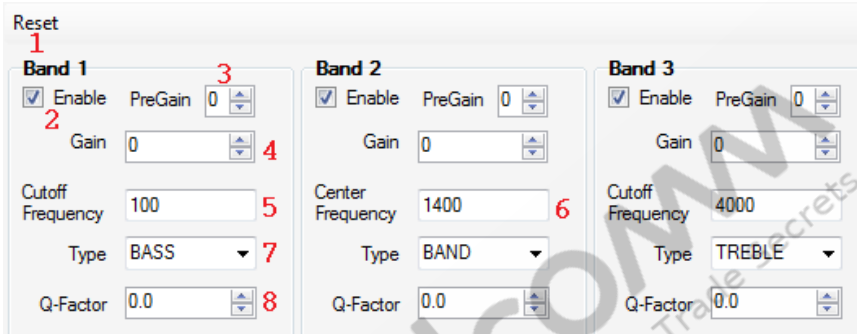 Reset
1
Band 1 Band 2 Band 3
3
Enable PreGain 0 Enable PreGain 0 Enable PreGain 0
2
Gain 0 4 Gain 0 Gain 0
Cutoff Frequency 100 5 Center Frequency 1400 6 Cutoff Frequency 4000
Type BASS 7 Type BAND Type TREBLE
Q-Factor 0.0 8 Q-Factor 0.0 Q-Factor 0.0
COMM
Trade Secrets